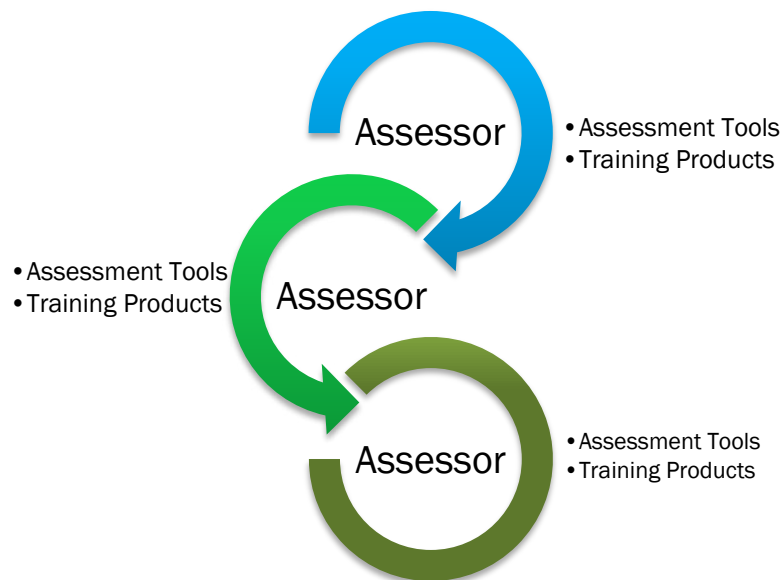 Assessor
• Assessment Tools
• Training Products
• Assessment Tools
• Training Products
Assessor
Assessor
• Assessment Tools
• Training Products